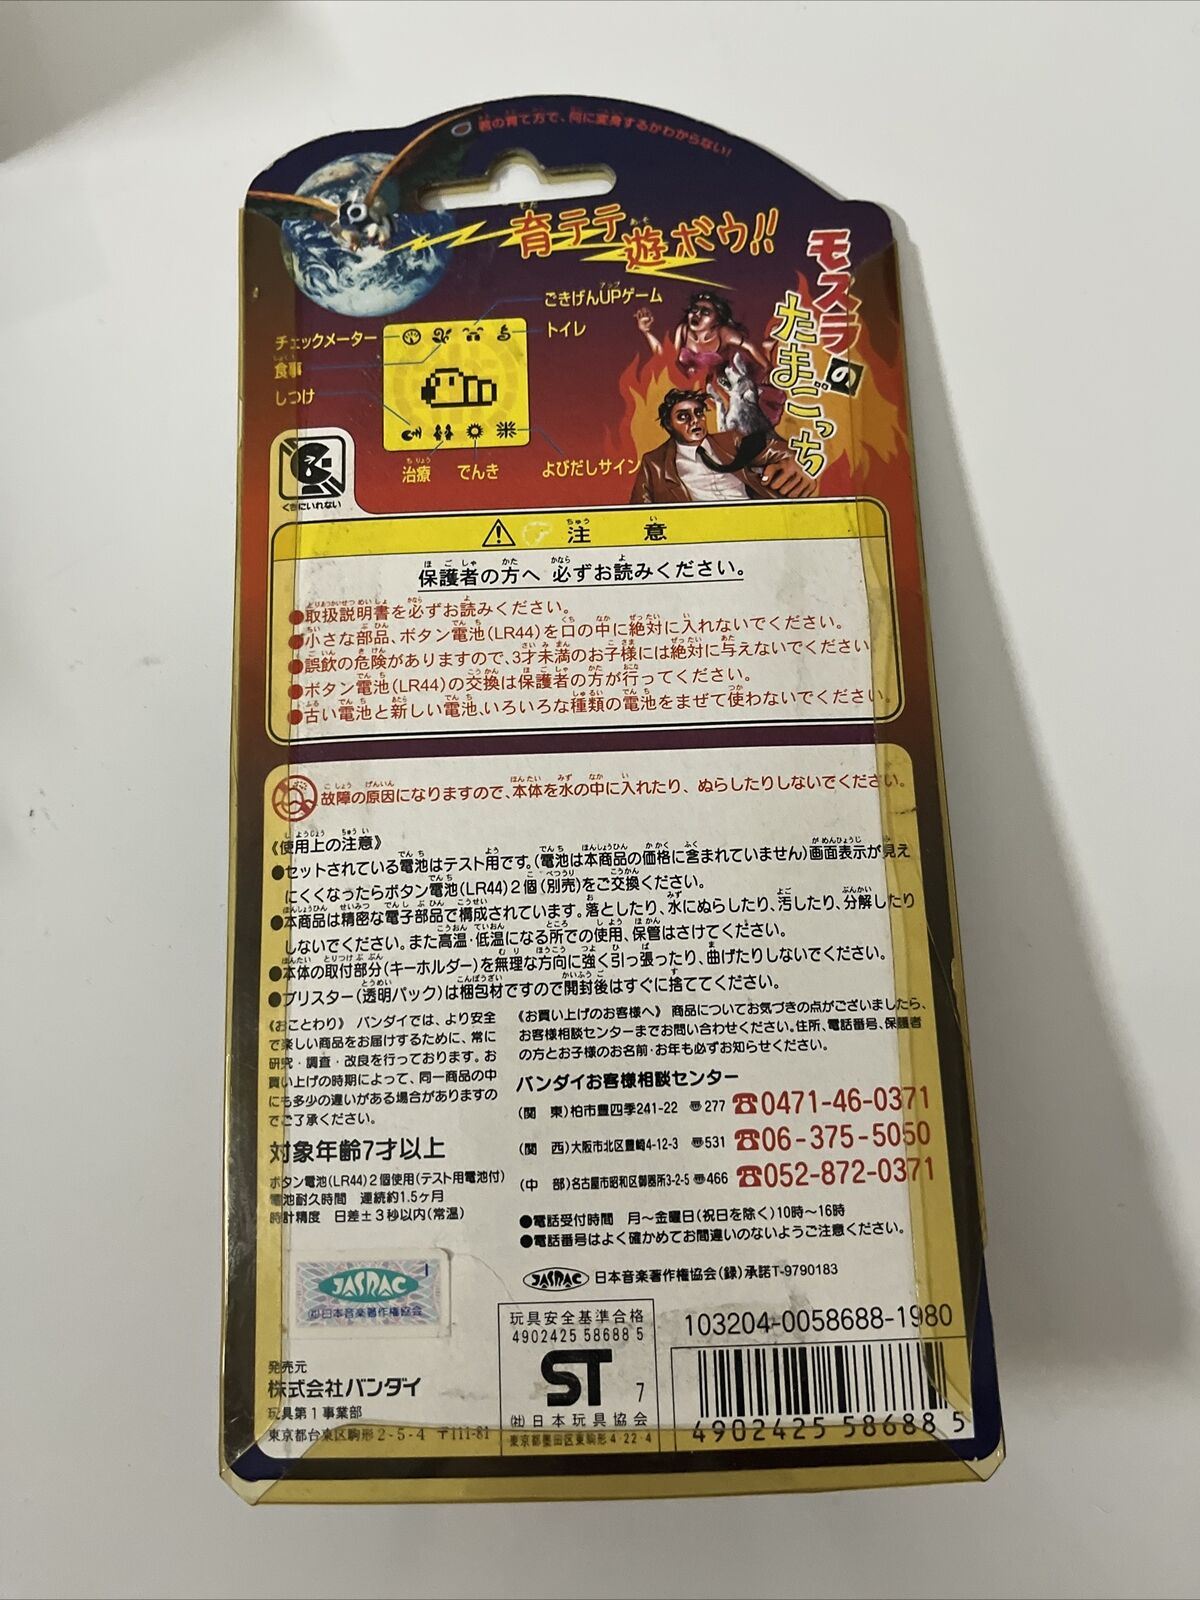 君の育て方で、何に変身するかわからない!
育テテ遊ボウ!!
モスラのたまごっち
ごきげんUPゲーム
チェックメーター
トイレ
食事
しつけ
治療
でんき
よびだしサイン
くちにいれない
注意
保護者の方へ 必ずお読みください。
●取扱説明書を必ずお読みください。
●小さな部品、ボタン電池(LR44)を口の中に絶対に入れないでください。
●誤飲の危険がありますので、3才未満のお子様には絶対に与えないでください
●ボタン電池(LR44)の交換は保護者の方が行ってください。
●古い電池と新しい電池、いろいろな種類の電池をまぜて使わないでください。
故障の原因になりますので、本体を水の中に入れたり、ぬらしたりしないでください。
《使用上の注意》
●セットされている電池はテスト用です。(電池は本商品の価格に含まれていません)画面表示が見え
にくくなったらボタン電池(LR44)2個(別売)をご交換ください。
●本商品は精密な電子部品で構成されています。落としたり、水にぬらしたり、汚したり、分解したり
しないでください。また高温・低温になる所での使用、保管はさけてください。
●本体の取付部分(キーホルダー)を無理な方向に強く引っ張ったり、曲げたりしないでください。
●ブリスター(透明パック)は梱包材ですので開封後はすぐに捨ててください。
《おことわり》 バンダイでは、より安全
で楽しい商品をお届けするために、常に
研究・調査・改良を行っております。お
買い上げの時期によって、同一商品の中
にも多少の違いがある場合がありますの
でご了承ください。
対象年齢7才以上
ボタン電池(LR44)2個使用(テスト用電池付)
電池耐久時間 連続約1.5ヶ月
時計精度 日差±3秒以内(常温)
《お買い上げのお客様へ》 商品についてお気づきの点がございましたら、
お客様相談センターまでお問い合わせください。住所、電話番号、保護者
の方とお子様のお名前・お年も必ずお知らせください。
バンダイお客様相談センター
(関 東)柏市豊四季241-22 〠277 ☎0471-46-0371
(関 西)大阪市北区豊崎4-12-3 〠531 ☎06-375-5050
(中 部)名古屋市昭和区御器所3-2-5 〠466 ☎052-872-0371
●電話受付時間 月〜金曜日(祝日を除く)10時〜16時
●電話番号はよく確かめてお間違いのないようご注意ください。
JASRAC 日本音楽著作権協会(録)承諾T-9790183
JASRAC
1
(社)日本音楽著作権協会
発売元
株式会社バンダイ
玩具第1事業部
東京都台東区駒形2-5-4 〒111-81
玩具安全基準合格
4902425 58688 5
ST 7
(社)日本玩具協会
東京都墨田区東駒形4-22-4
103204-0058688-1980
4902425 58688 5